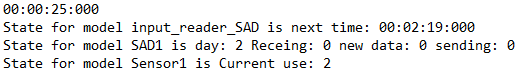 00:00:25:000
State for model input_reader_SAD is next time: 00:02:19:000
State for model SAD1 is day: 2 Receing: 0 new data: 0 sending: 0
State for model Sensor1 is Current use: 2